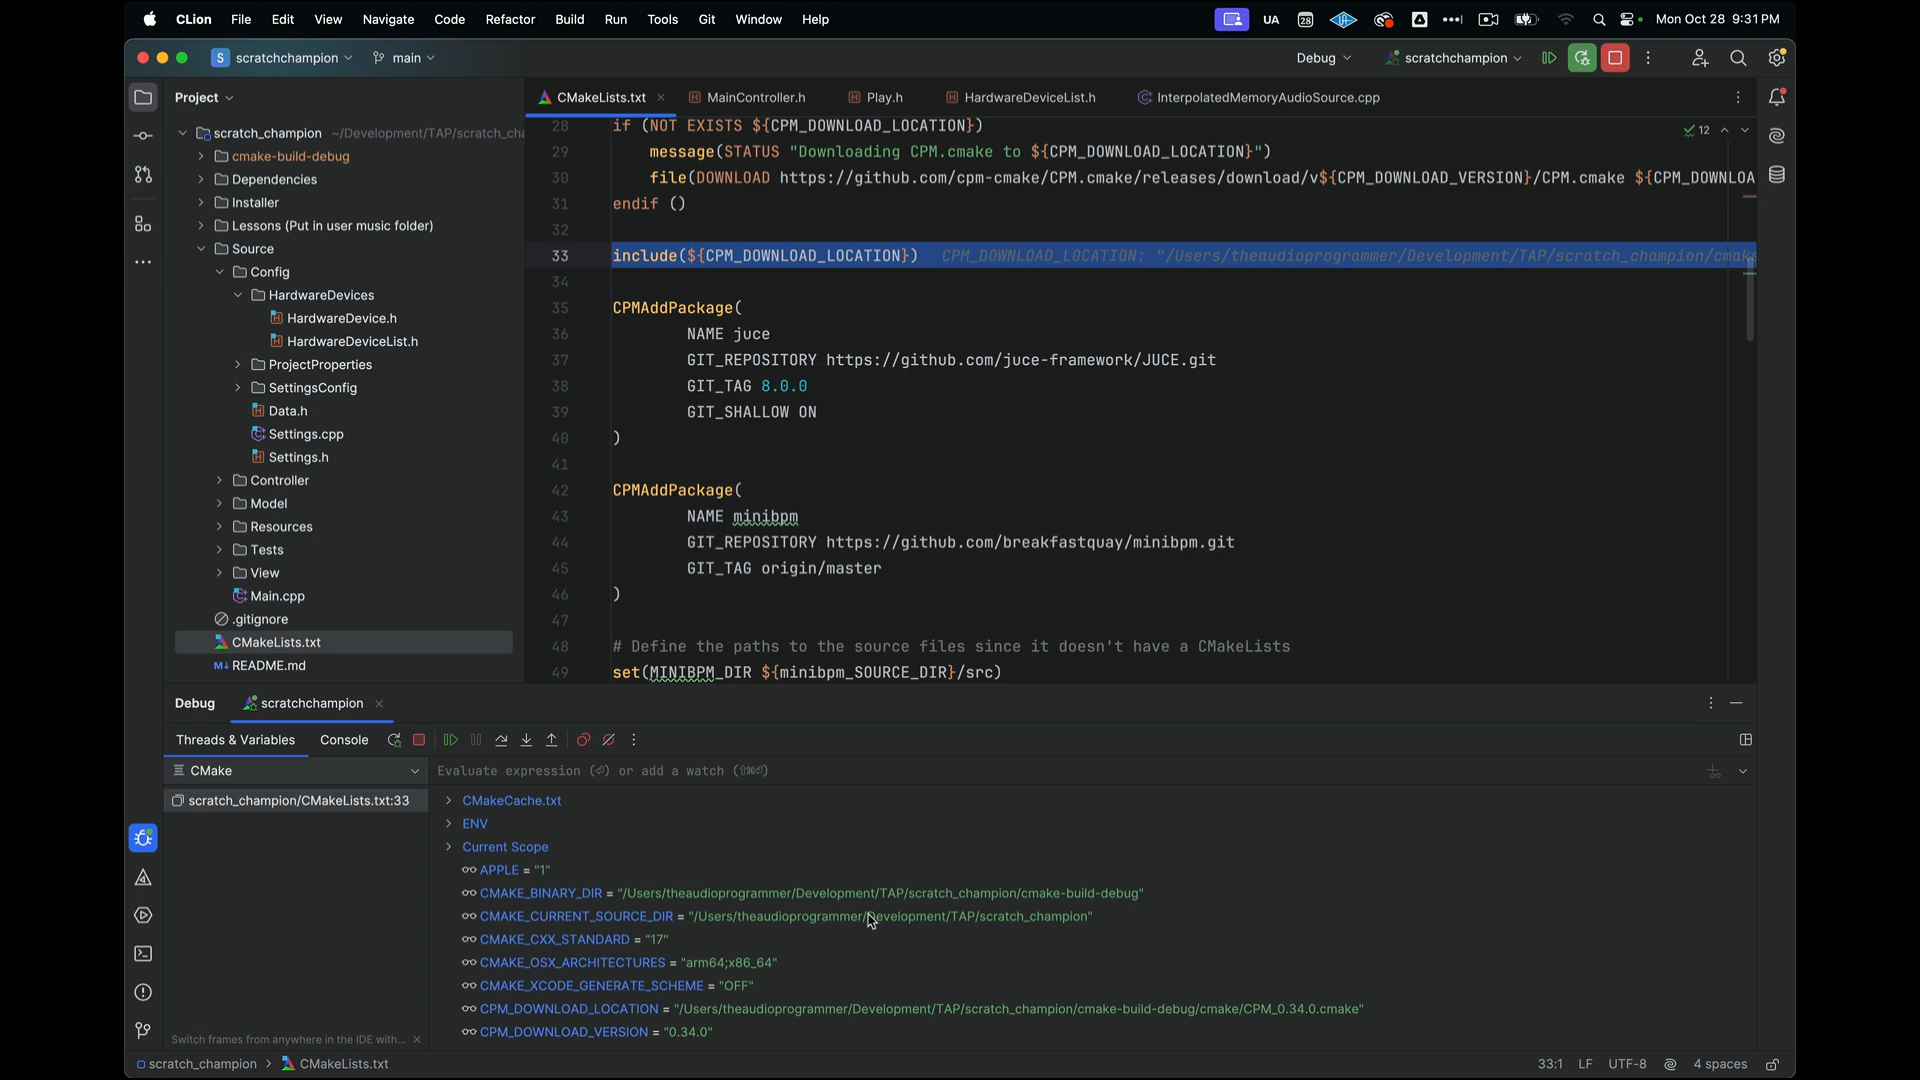 CLion File Edit View Navigate Code Refactor Build Run Tools Git Window Help UA 28 Mon Oct 28 9:31 PM
S scratchchampion main Debug scratchchampion
Project CMakeLists.txt MainController.h Play.h HardwareDeviceList.h InterpolatedMemoryAudioSource.cpp
scratch_champion ~/Development/TAP/scratch_cha
cmake-build-debug
Dependencies
Installer
Lessons (Put in user music folder)
Source
Config
HardwareDevices
HardwareDevice.h
HardwareDeviceList.h
ProjectProperties
SettingsConfig
Data.h
Settings.cpp
Settings.h
Controller
Model
Resources
Tests
View
Main.cpp
.gitignore
CMakeLists.txt
M↓ README.md
12
28 if (NOT EXISTS ${CPM_DOWNLOAD_LOCATION})
29 message(STATUS "Downloading CPM.cmake to ${CPM_DOWNLOAD_LOCATION}")
30 file(DOWNLOAD https://github.com/cpm-cmake/CPM.cmake/releases/download/v${CPM_DOWNLOAD_VERSION}/CPM.cmake ${CPM_DOWNLOA
31 endif ()
32
33 include(${CPM_DOWNLOAD_LOCATION}) CPM_DOWNLOAD_LOCATION: "/Users/theaudioprogrammer/Development/TAP/scratch_champion/cmake
34
35 CPMAddPackage(
36 NAME juce
37 GIT_REPOSITORY https://github.com/juce-framework/JUCE.git
38 GIT_TAG 8.0.0
39 GIT_SHALLOW ON
40 )
41
42 CPMAddPackage(
43 NAME minibpm
44 GIT_REPOSITORY https://github.com/breakfastquay/minibpm.git
45 GIT_TAG origin/master
46 )
47
48 # Define the paths to the source files since it doesn't have a CMakeLists
49 set(MINIBPM_DIR ${minibpm_SOURCE_DIR}/src)
Debug scratchchampion
Threads & Variables Console
CMake Evaluate expression (⏎) or add a watch (⇧⌘⏎)
scratch_champion/CMakeLists.txt:33
CMakeCache.txt
ENV
Current Scope
APPLE = "1"
CMAKE_BINARY_DIR = "/Users/theaudioprogrammer/Development/TAP/scratch_champion/cmake-build-debug"
CMAKE_CURRENT_SOURCE_DIR = "/Users/theaudioprogrammer/Development/TAP/scratch_champion"
CMAKE_CXX_STANDARD = "17"
CMAKE_OSX_ARCHITECTURES = "arm64;x86_64"
CMAKE_XCODE_GENERATE_SCHEME = "OFF"
CPM_DOWNLOAD_LOCATION = "/Users/theaudioprogrammer/Development/TAP/scratch_champion/cmake-build-debug/cmake/CPM_0.34.0.cmake"
CPM_DOWNLOAD_VERSION = "0.34.0"
Switch frames from anywhere in the IDE with...
scratch_champion > CMakeLists.txt 33:1 LF UTF-8 4 spaces